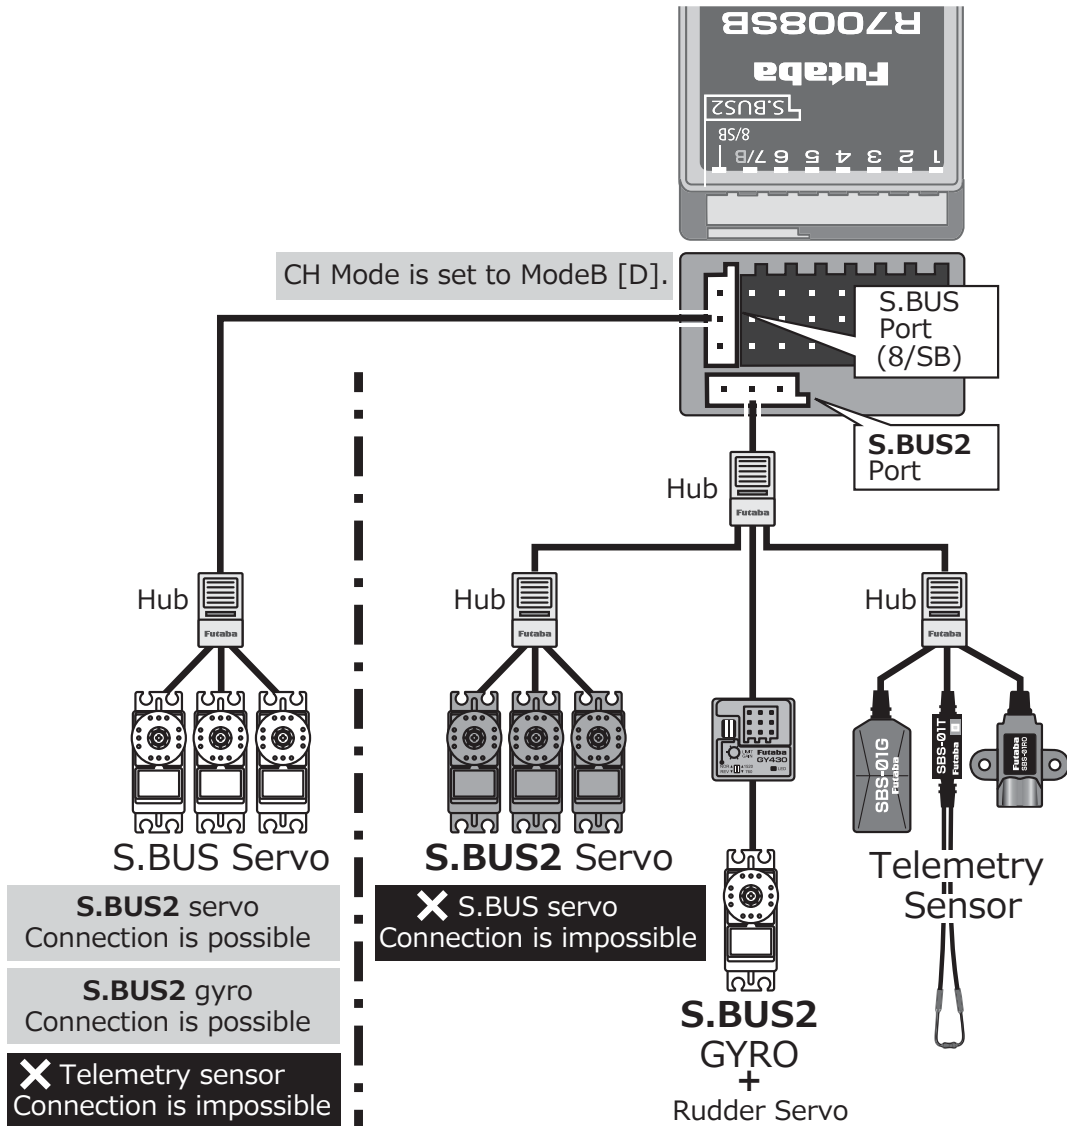 R7008SB
Futaba
S.BUS2
8/SB
7/B 6 5 4 3 2 1
CH Mode is set to ModeB [D].
S.BUS
Port
(8/SB)
S.BUS2
Port
Hub
Futaba
Hub
Futaba
Hub
Futaba
Hub
Futaba
LIMIT
GAIN
Futaba
GY430
LED
SBS-01G
Futaba
SBS-01T
Futaba
Futaba
SBS-01RO
S.BUS Servo
S.BUS2 Servo
Telemetry
Sensor
S.BUS2 servo
Connection is possible
S.BUS2 gyro
Connection is possible
X Telemetry sensor
Connection is impossible
X S.BUS servo
Connection is impossible
S.BUS2
GYRO
+
Rudder Servo